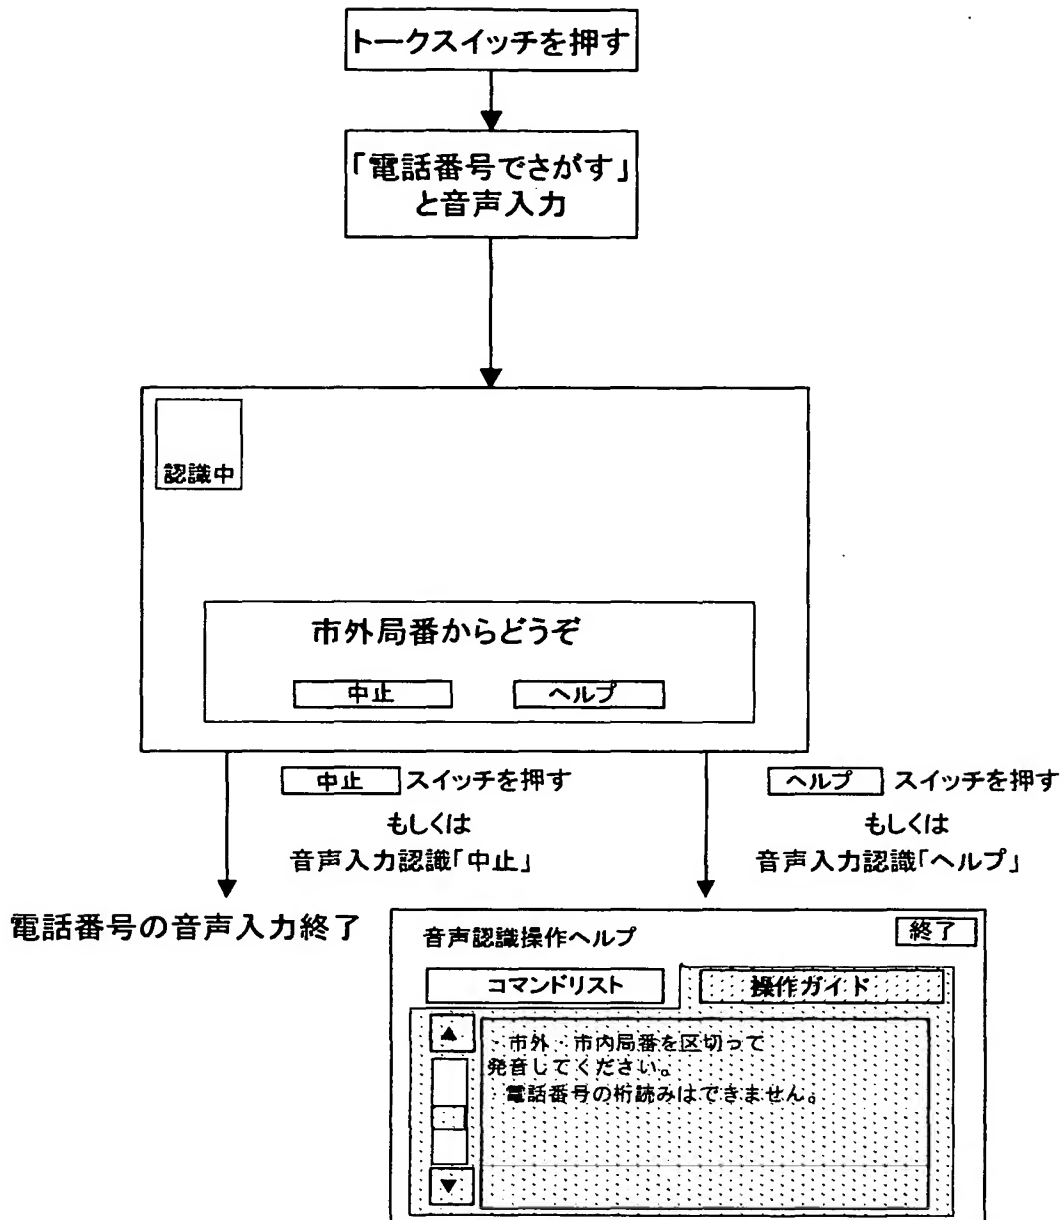 トークスイッチを押す
「電話番号でさがす」
と音声入力
認識中
市外局番からどうぞ
中止 ヘルプ
中止 スイッチを押す
もしくは
音声入力認識「中止」
ヘルプ スイッチを押す
もしくは
音声入力認識「ヘルプ」
電話番号の音声入力終了
音声認識操作ヘルプ 終了
コマンドリスト 操作ガイド
・市外・市内局番を区切って
発音してください。
・電話番号の桁読みはできません。